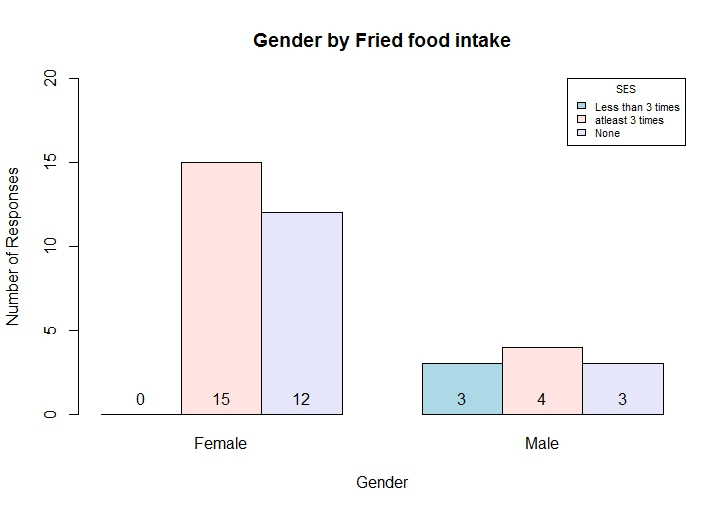 Gender by Fried food intake
SES
Less than 3 times
atleast 3 times
None
Number of Responses
20
15
10
5
0
0
15
12
3
4
3
Female
Male
Gender